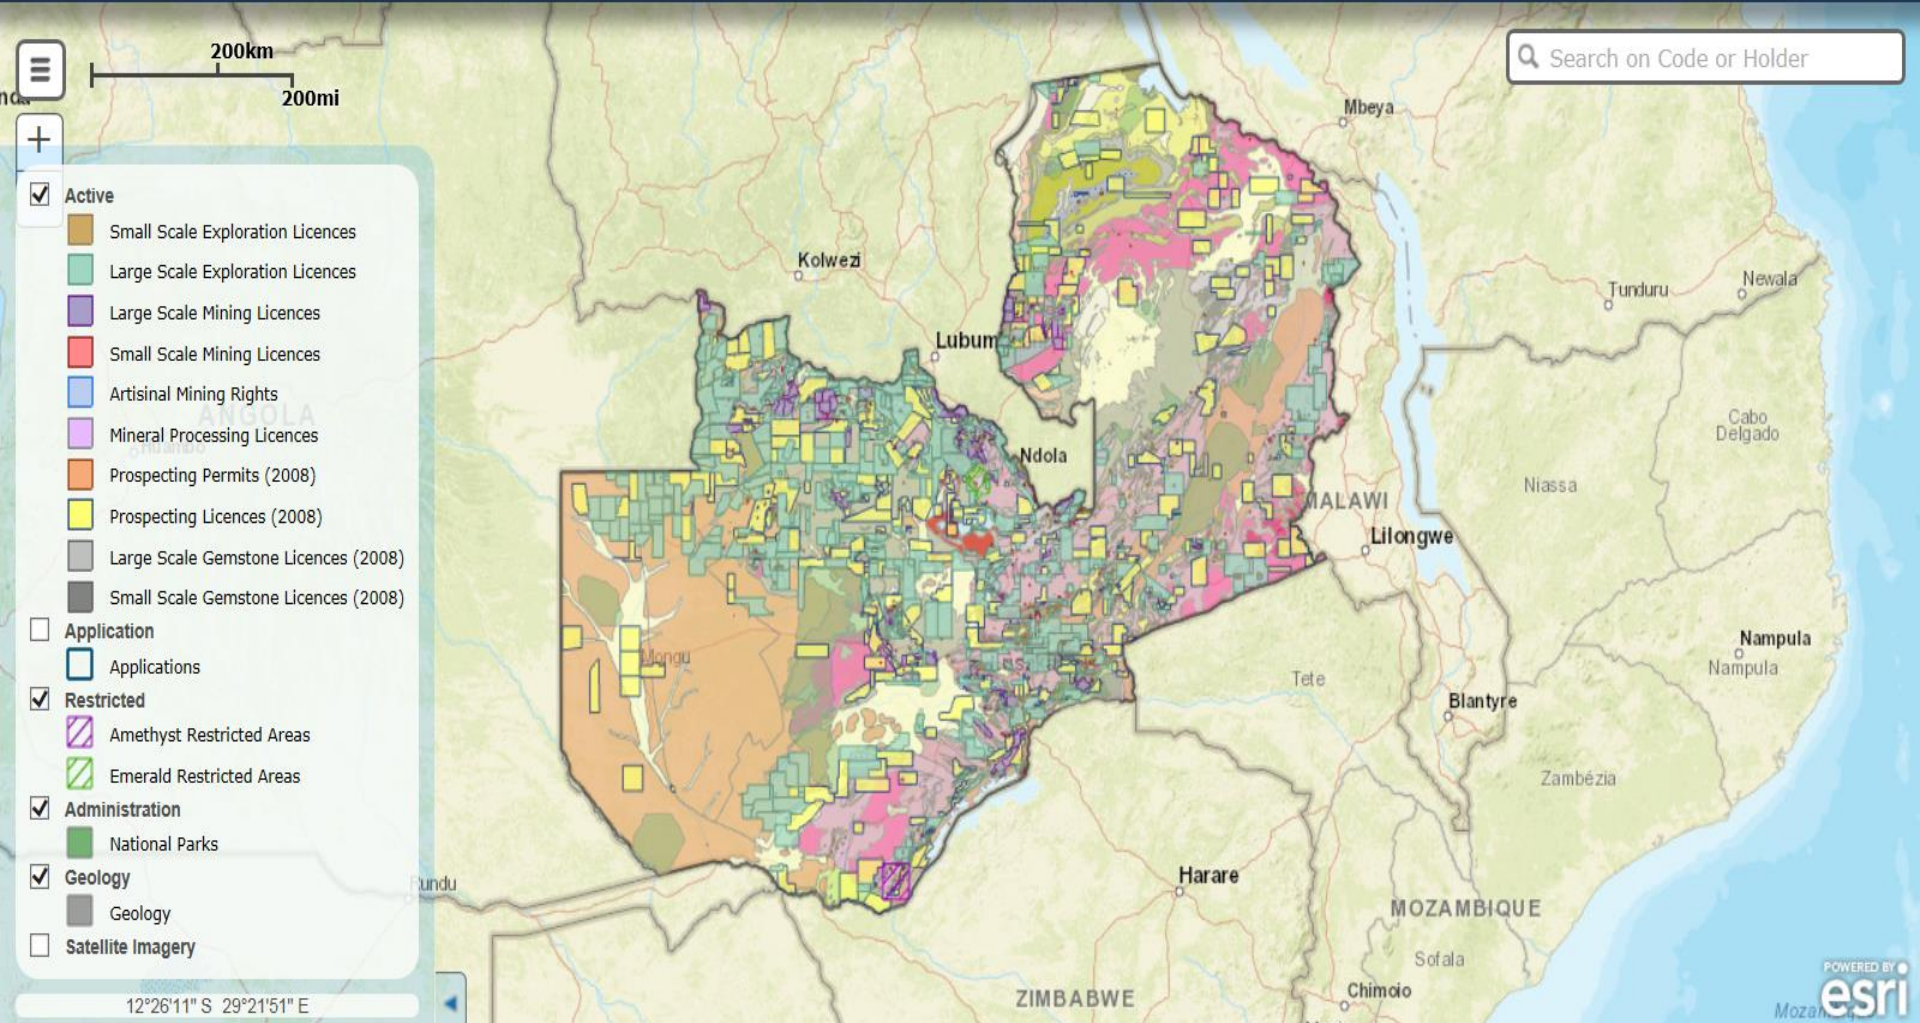 200km
200mi
Search on Code or Holder
Active
Small Scale Exploration Licences
Large Scale Exploration Licences
Large Scale Mining Licences
Small Scale Mining Licences
Artisinal Mining Rights
Mineral Processing Licences
Prospecting Permits (2008)
Prospecting Licences (2008)
Large Scale Gemstone Licences (2008)
Small Scale Gemstone Licences (2008)
Application
Applications
Restricted
Amethyst Restricted Areas
Emerald Restricted Areas
Administration
National Parks
Geology
Geology
Satellite Imagery
12°26'11" S 29°21'51" E
ANGOLA
Huambo
Mbeya
Kolwezi
Tunduru
Newala
Lubum
Cabo
Delgado
Ndola
Niassa
MALAWI
Lilongwe
Mongu
Nampula
Nampula
Tete
Blantyre
Zambézia
Rundu
Harare
MOZAMBIQUE
Sofala
ZIMBABWE
Chimoio
POWERED BY
esri